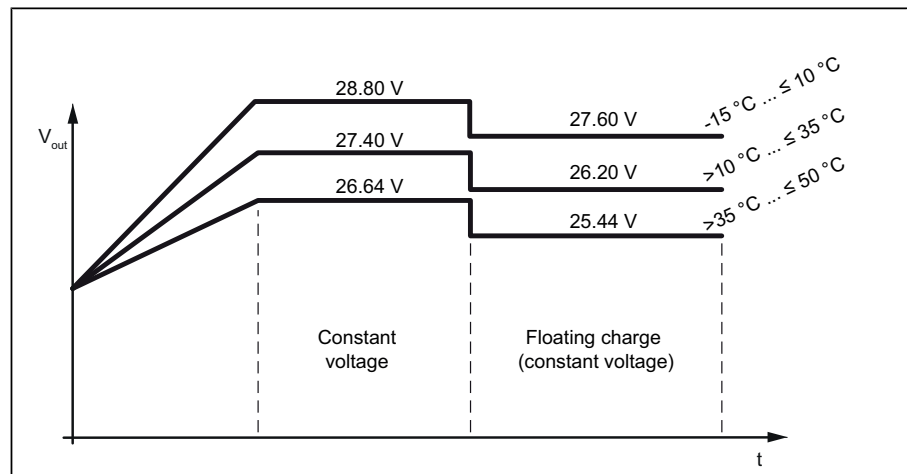 28.80 V
27.60 V
-15 °C ... ≤ 10 °C
V out
27.40 V
26.20 V
>10 °C ... ≤ 35 °C
26.64 V
25.44 V
>35 °C ... ≤ 50 °C
Constant
voltage
Floating charge
(constant voltage)
t